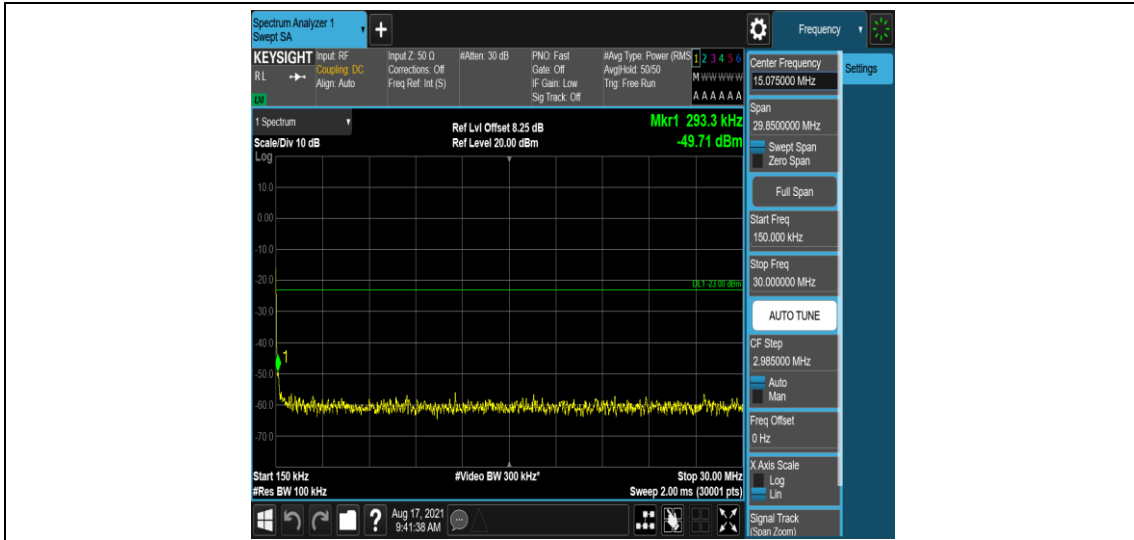 Spectrum Analyzer 1
Swept SA
Frequency
KEYSIGHT
RL
Input: RF
Coupling: DC
Align: Auto
Input Z: 50 Ω
Corrections: Off
Freq Ref: Int (S)
#Atten: 30 dB
PNO: Fast
Gate: Off
IF Gain: Low
Sig Track: Off
#Avg Type: Power (RMS
Avg|Hold: 50/50
Trig: Free Run
1 2 3 4 5 6
M W W W W W
A A A A A A
1 Spectrum
Scale/Div 10 dB
Ref Lvl Offset 8.25 dB
Ref Level 20.00 dBm
Mkr1 293.3 kHz
-49.71 dBm
Log
10.0
0.00
-10.0
-20.0
DL1 -23.00 dBm
-30.0
-40.0
1
-50.0
-60.0
-70.0
Start 150 kHz
#Res BW 100 kHz
#Video BW 300 kHz*
Stop 30.00 MHz
Sweep 2.00 ms (30001 pts)
Center Frequency
15.075000 MHz
Settings
Span
29.8500000 MHz
Swept Span
Zero Span
Full Span
Start Freq
150.000 kHz
Stop Freq
30.000000 MHz
AUTO TUNE
CF Step
2.985000 MHz
Auto
Man
Freq Offset
0 Hz
X Axis Scale
Log
Lin
Signal Track
(Span Zoom)
Aug 17, 2021
9:41:38 AM